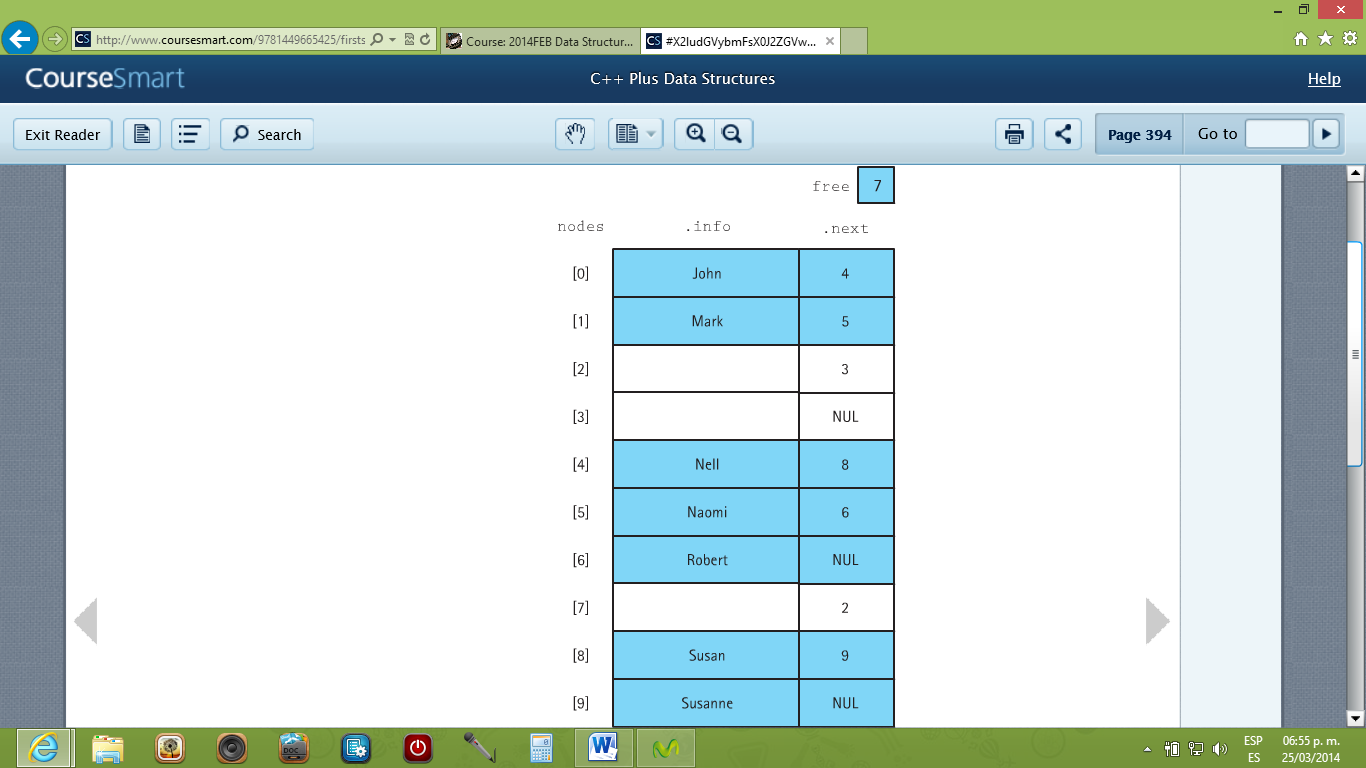 http://www.coursesmart.com/9781449665425/firsts
Course: 2014FEB Data Structur...
#X2ludGVybmFsX0J2ZGVw...
CourseSmart
C++ Plus Data Structures
Help
Exit Reader
Search
Page 394
Go to
free 7
nodes .info .next
[0] John 4
[1] Mark 5
[2] 3
[3] NUL
[4] Nell 8
[5] Naomi 6
[6] Robert NUL
[7] 2
[8] Susan 9
[9] Susanne NUL
ESP 06:55 p. m.
ES 25/03/2014